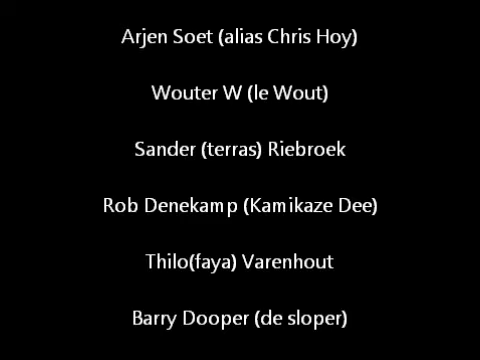 Arjen Soet (alias Chris Hoy)
Wouter W (le Wout)
Sander (terras) Riebroek
Rob Denekamp (Kamikaze Dee)
Thilo(faya) Varenhout
Barry Dooper (de sloper)